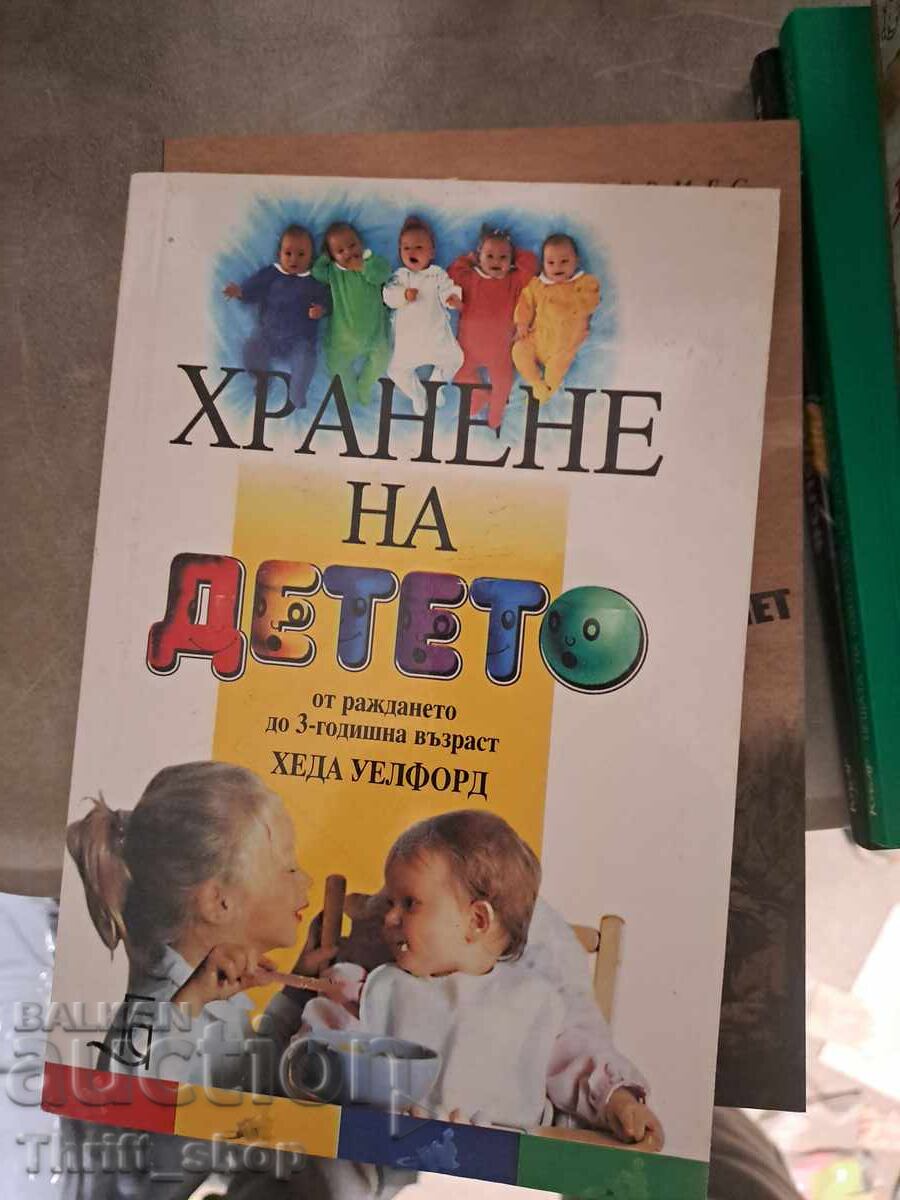 ХРАНЕНЕ
НА
ДЕТЕТО
от раждането
до 3-годишна възраст
ХЕДА УЕЛФОРД
BALKAN
auction
Thrift_shop